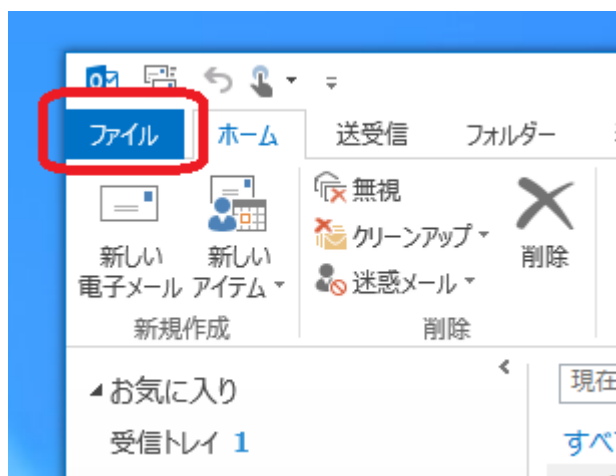 ファイル ホーム 送受信 フォルダー
無視
クリーンアップ
迷惑メール
新しい
電子メール
新しい
アイテム
削除
新規作成
削除
お気に入り
受信トレイ 1
現在
すべ